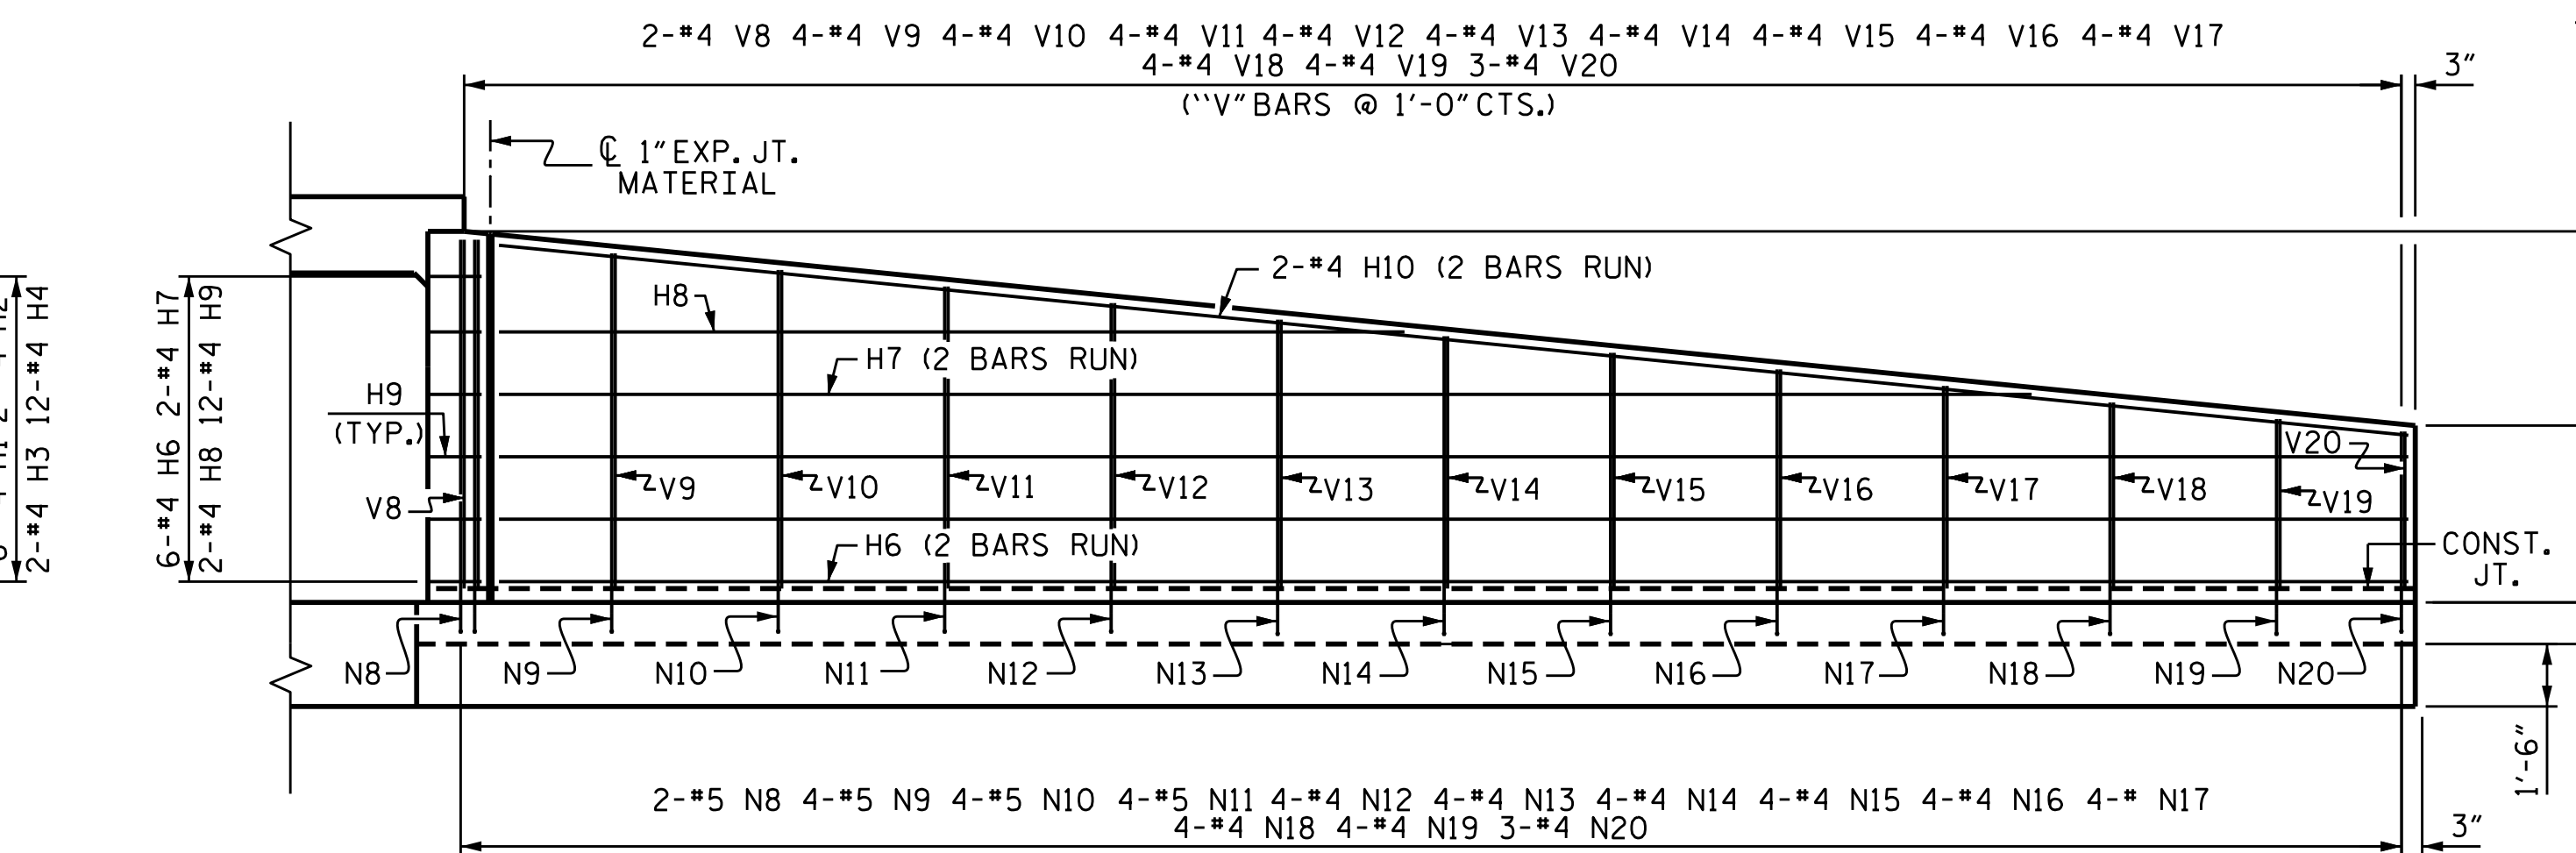 2-#4 V8 4-#4 V9 4-#4 V10 4-#4 V11 4-#4 V12 4-#4 V13 4-#4 V14 4-#4 V15 4-#4 V16 4-#4 V17
4-#4 V18 4-#4 V19 3-#4 V20
3"
(``V"BARS @ 1'-0"CTS.)
℄ 1"EXP. JT.
MATERIAL
2-#4 H10 (2 BARS RUN)
H8
H7 (2 BARS RUN)
H9
(TYP.)
2-#4 H3 12-#4 H4
6-#4 H6 2-#4 H7
2-#4 H8 12-#4 H9
V8
V9
V10
V11
V12
V13
V14
V15
V16
V17
V18
V19
V20
H6 (2 BARS RUN)
CONST.
JT.
N8
N9
N10
N11
N12
N13
N14
N15
N16
N17
N18
N19
N20
1'-6"
2-#5 N8 4-#5 N9 4-#5 N10 4-#5 N11 4-#4 N12 4-#4 N13 4-#4 N14 4-#4 N15 4-#4 N16 4-# N17
4-#4 N18 4-#4 N19 3-#4 N20
3"